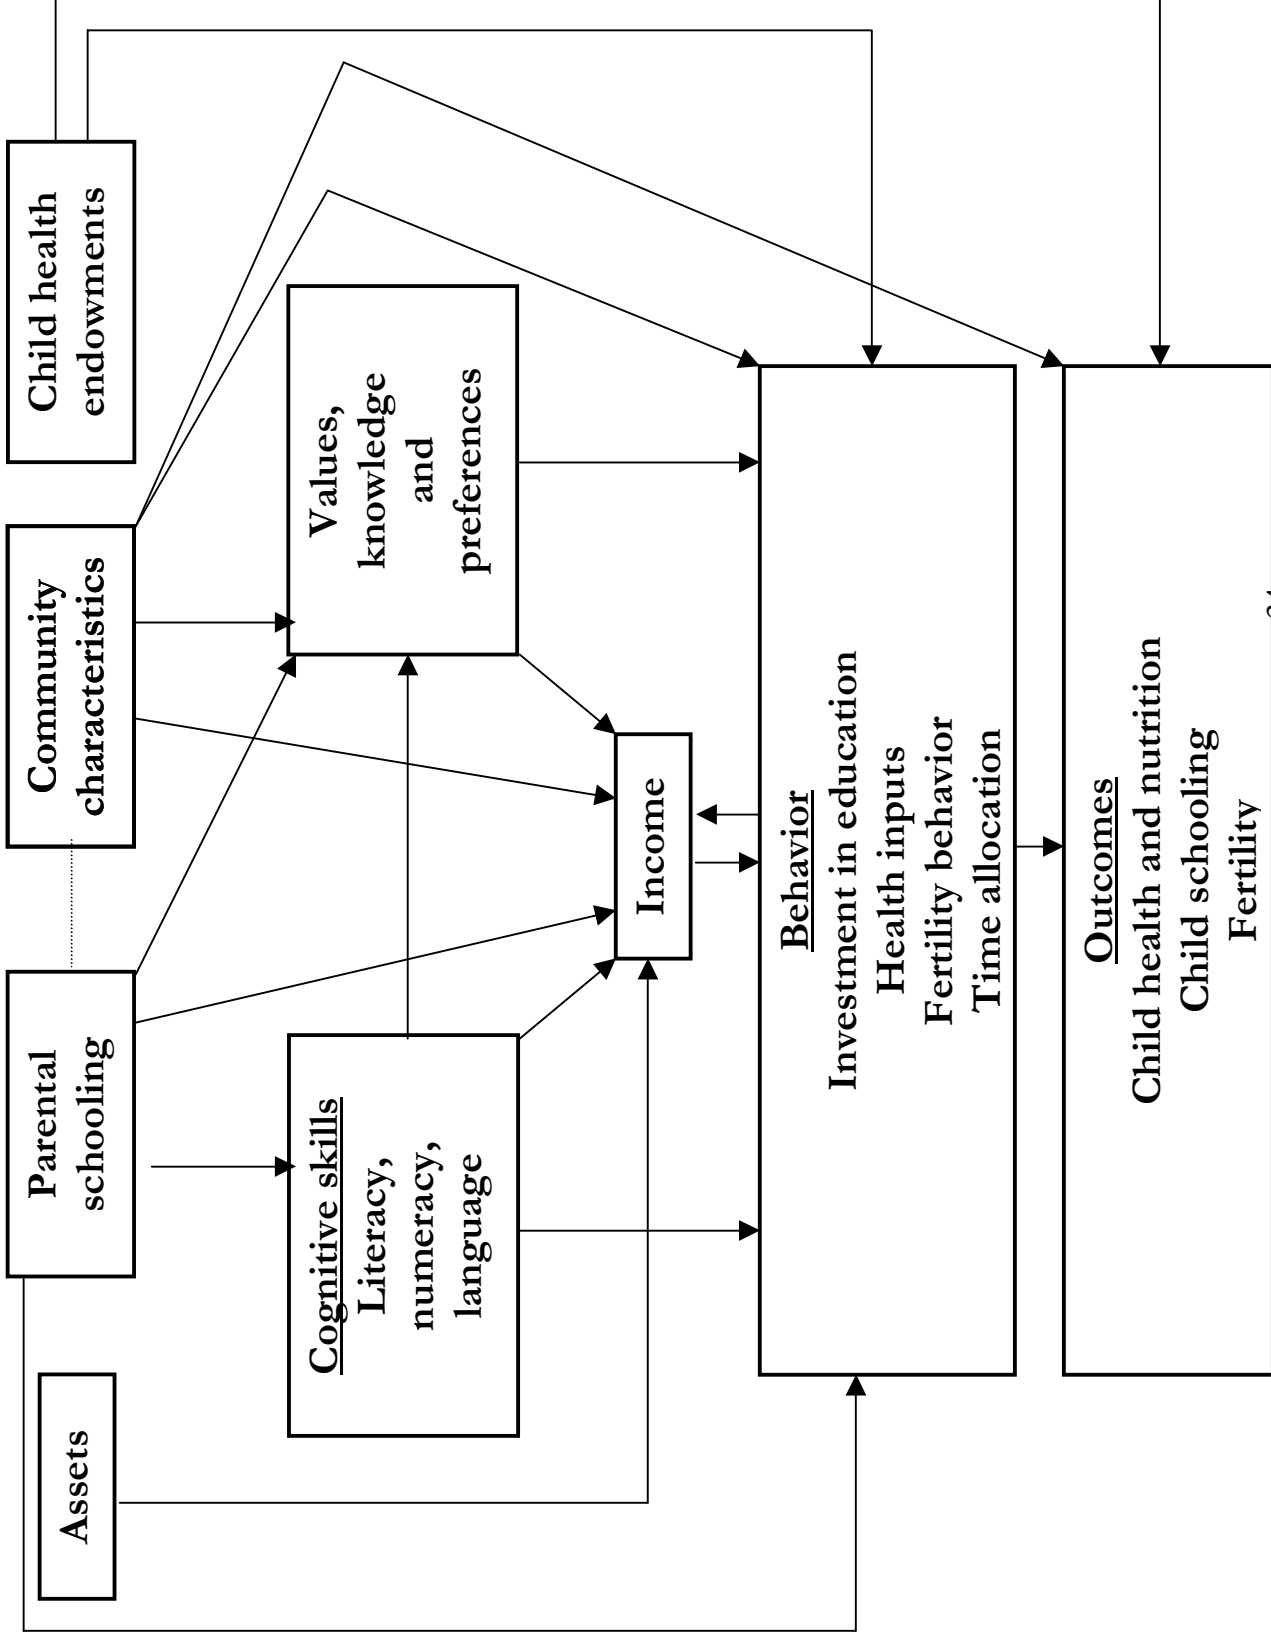 Assets
Parental
schooling
Community
characteristics
Child health
endowments
Cognitive skills
Literacy,
numeracy,
language
Values,
knowledge
and
preferences
Income
Behavior
Investment in education
Health inputs
Fertility behavior
Time allocation
Outcomes
Child health and nutrition
Child schooling
Fertility